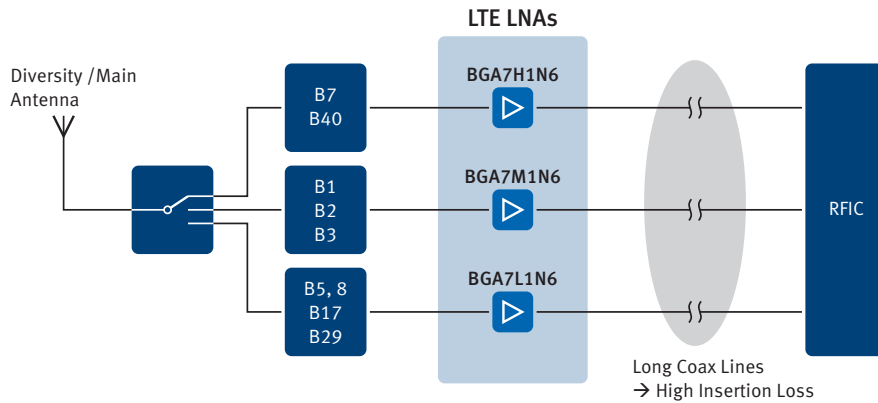 LTE LNAs
Diversity /Main
Antenna
B7
B40
BGA7H1N6
B1
B2
B3
BGA7M1N6
RFIC
B5, 8
B17
B29
BGA7L1N6
Long Coax Lines
→ High Insertion Loss